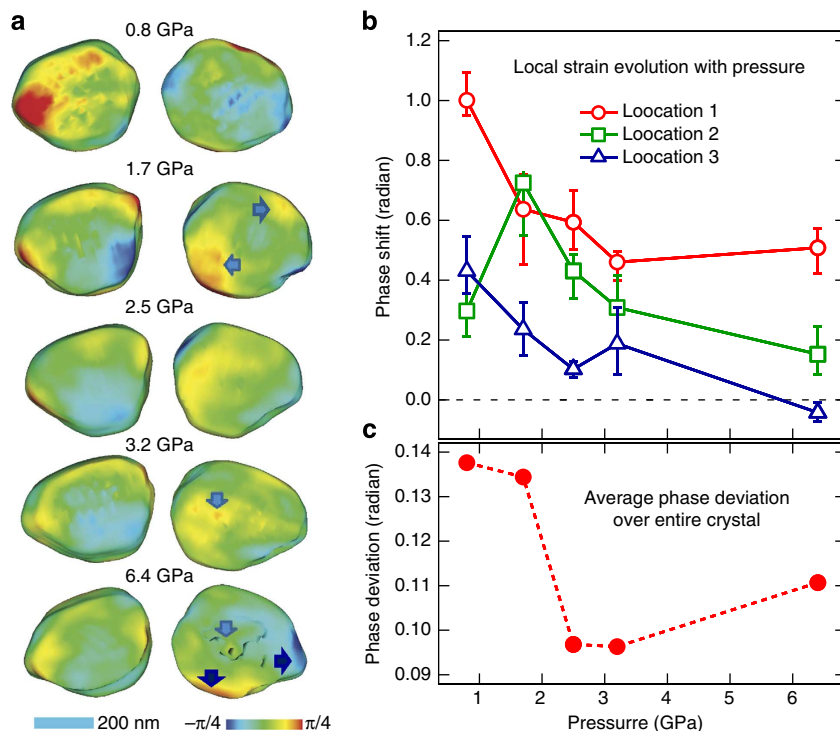 a
0.8 GPa
1.7 GPa
2.5 GPa
3.2 GPa
6.4 GPa
200 nm
−π/4
π/4
b
1.2
1.0
0.8
0.6
0.4
0.2
0.0
Phase shift (radian)
Local strain evolution with pressure
Loocation 1
Loocation 2
Loocation 3
c
0.14
0.13
0.12
0.11
0.10
0.09
Phase deviation (radian)
Average phase deviation
over entire crystal
1 2 3 4 5 6
Pressurre (GPa)